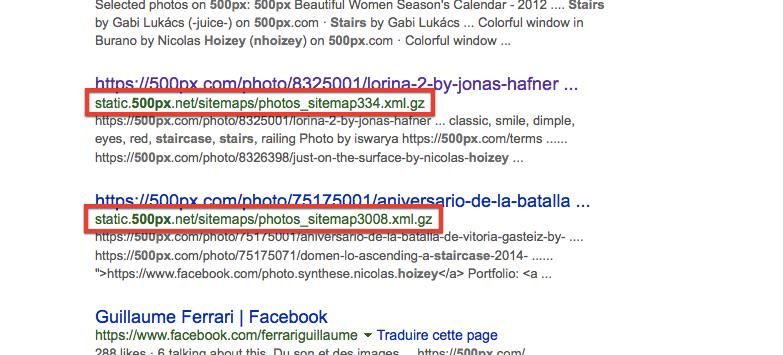 Selected photos on 500px: 500px Beautiful Women Season's Calendar - 2012 .... Stairs
by Gabi Lukács (-juice-) on 500px.com · Stairs by Gabi Lukács ... Colorful window in
Burano by Nicolas Hoizey (nhoizey) on 500px.com · Colorful window ...
https://500px.com/photo/8325001/lorina-2-by-jonas-hafner ...
static.500px.net/sitemaps/photos_sitemap334.xml.gz
https://500px.com/photo/8325001/lorina-2-by-jonas-hafner ... classic, smile, dimple,
eyes, red, staircase, stairs, railing Photo by iswarya https://500px.com/terms ......
https://500px.com/photo/8326398/just-on-the-surface-by-nicolas-hoizey ...
https://500px.com/photo/75175001/aniversario-de-la-batalla ...
static.500px.net/sitemaps/photos_sitemap3008.xml.gz
https://500px.com/photo/75175001/aniversario-de-la-batalla-de-vitoria-gasteiz-by- ....
https://500px.com/photo/75175071/domen-lo-ascending-a-staircase-2014- ......
">https://www.facebook.com/photo.synthese.nicolas.hoizey</a> Portfolio: <a ...
Guillaume Ferrari | Facebook
https://www.facebook.com/ferrariguillaume Traduire cette page
288 likes · 6 talking about this. Du son et des images ... https://500px.com/